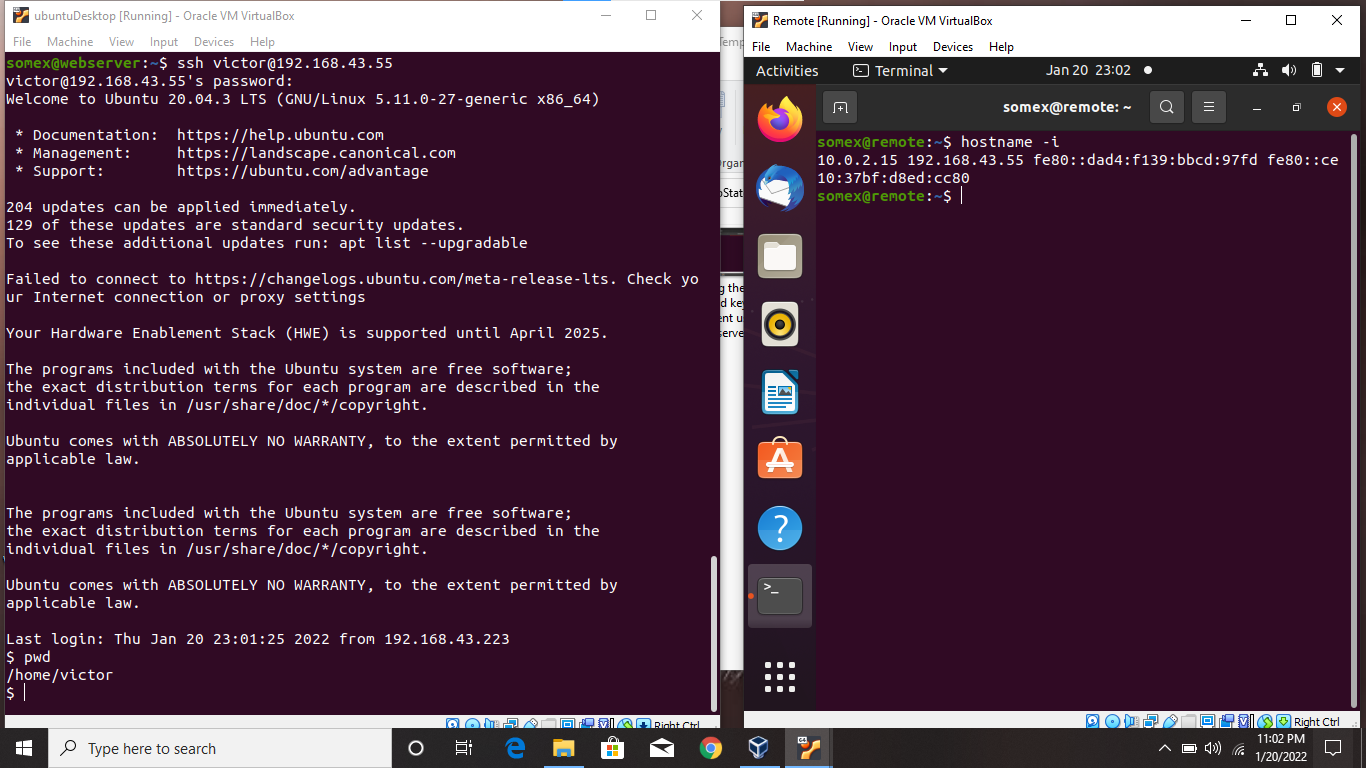 ubuntuDesktop [Running] - Oracle VM VirtualBox
File Machine View Input Devices Help
somex@webserver:~$ ssh victor@192.168.43.55
victor@192.168.43.55's password:
Welcome to Ubuntu 20.04.3 LTS (GNU/Linux 5.11.0-27-generic x86_64)
* Documentation: https://help.ubuntu.com
* Management: https://landscape.canonical.com
* Support: https://ubuntu.com/advantage
204 updates can be applied immediately.
129 of these updates are standard security updates.
To see these additional updates run: apt list --upgradable
Failed to connect to https://changelogs.ubuntu.com/meta-release-lts. Check yo
ur Internet connection or proxy settings
Your Hardware Enablement Stack (HWE) is supported until April 2025.
The programs included with the Ubuntu system are free software;
the exact distribution terms for each program are described in the
individual files in /usr/share/doc/*/copyright.
Ubuntu comes with ABSOLUTELY NO WARRANTY, to the extent permitted by
applicable law.
The programs included with the Ubuntu system are free software;
the exact distribution terms for each program are described in the
individual files in /usr/share/doc/*/copyright.
Ubuntu comes with ABSOLUTELY NO WARRANTY, to the extent permitted by
applicable law.
Last login: Thu Jan 20 23:01:25 2022 from 192.168.43.223
$ pwd
/home/victor
$
Right Ctrl
Remote [Running] - Oracle VM VirtualBox
File Machine View Input Devices Help
Activities Terminal Jan 20 23:02
somex@remote: ~
somex@remote:~$ hostname -i
10.0.2.15 192.168.43.55 fe80::dad4:f139:bbcd:97fd fe80::ce
10:37bf:d8ed:cc80
somex@remote:~$
Right Ctrl
Type here to search
11:02 PM
1/20/2022